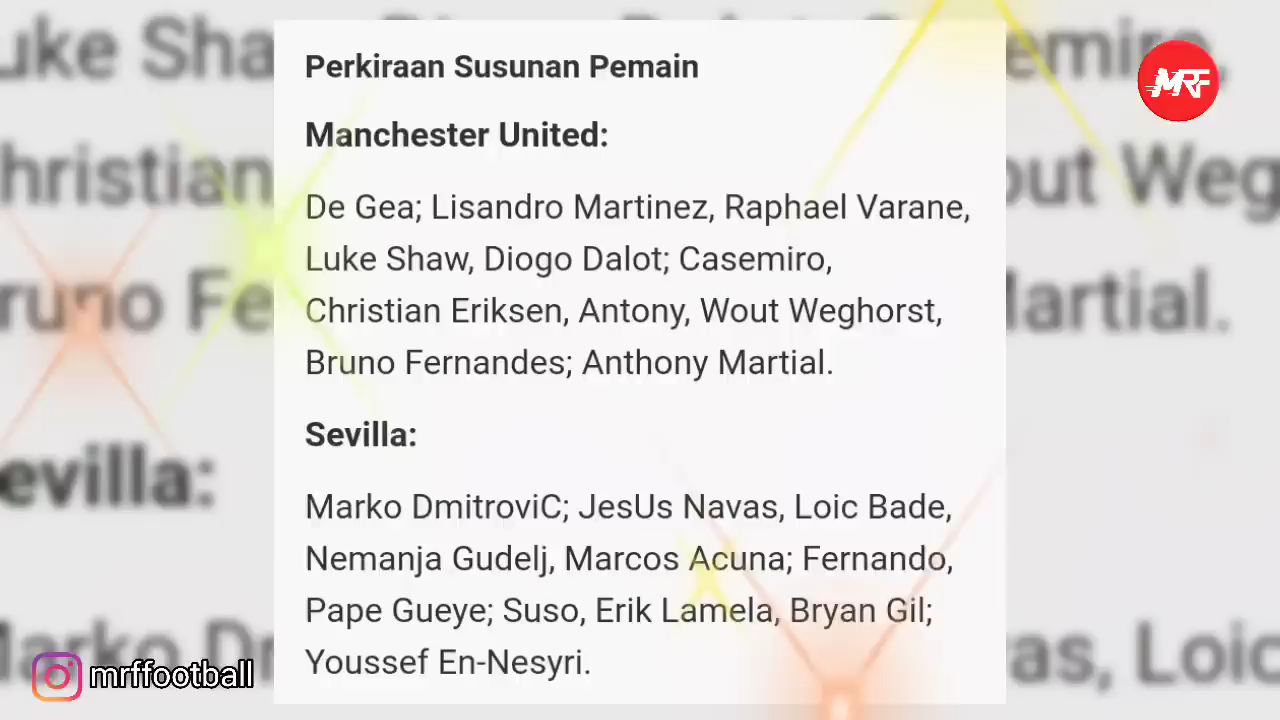 Perkiraan Susunan Pemain
Manchester United:
De Gea; Lisandro Martinez, Raphael Varane,
Luke Shaw, Diogo Dalot; Casemiro,
Christian Eriksen, Antony, Wout Weghorst,
Bruno Fernandes; Anthony Martial.
Sevilla:
Marko DmitroviC; JesUs Navas, Loic Bade,
Nemanja Gudelj, Marcos Acuna; Fernando,
Pape Gueye; Suso, Erik Lamela, Bryan Gil;
Youssef En-Nesyri.
MRF
mrffootball